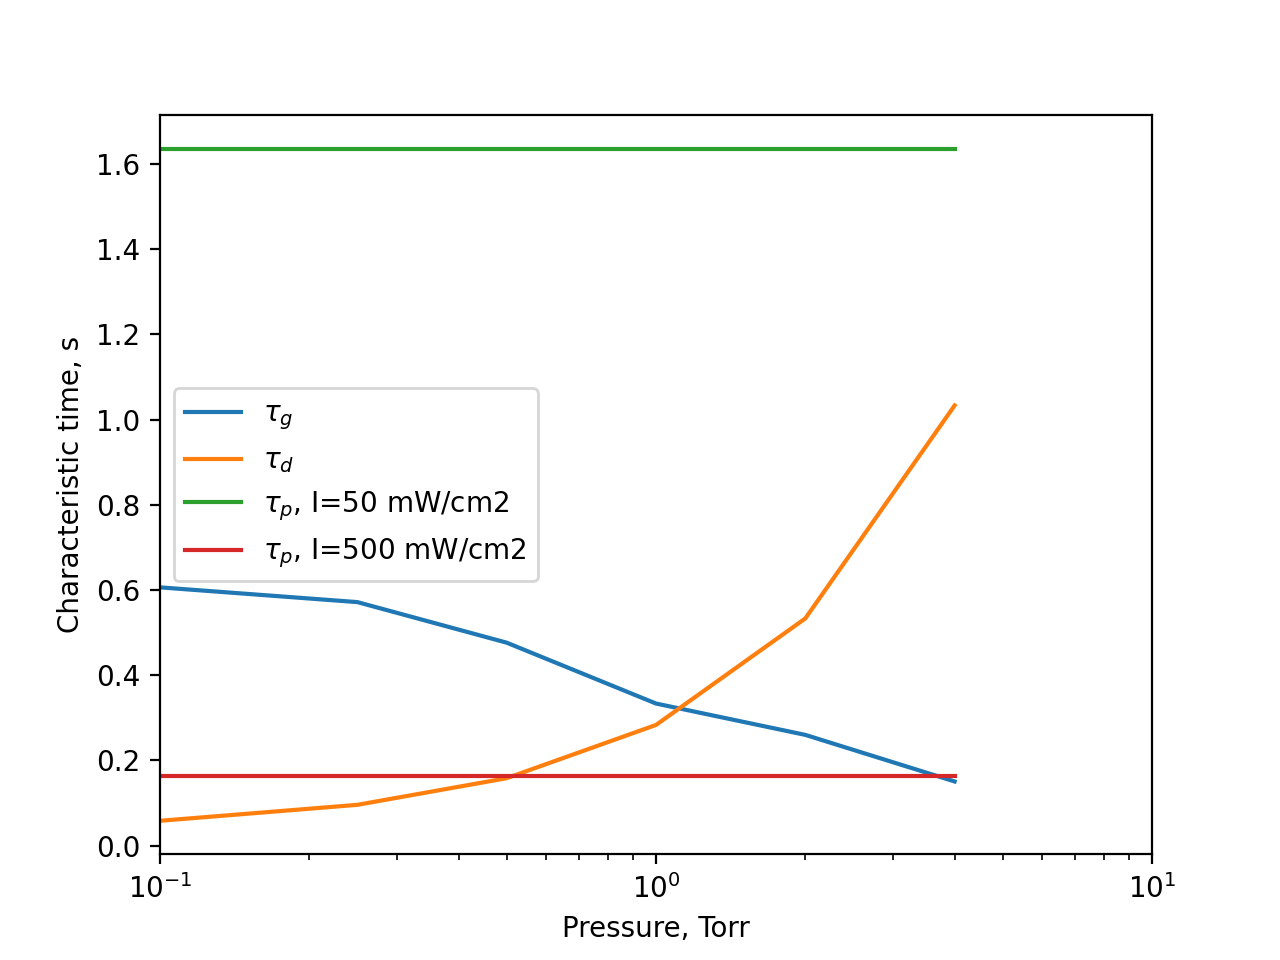 1.6
1.4
1.2
1.0
0.8
0.6
0.4
0.2
0.0
Characteristic time, s
τg
τd
τp, I=50 mW/cm2
τp, I=500 mW/cm2
10⁻¹ 10⁰ 10¹
Pressure, Torr